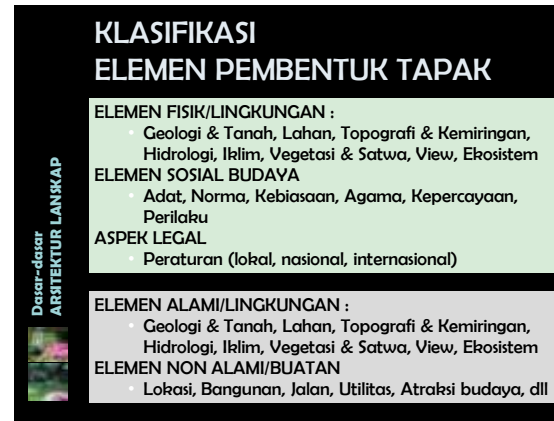 KLASIFIKASI
ELEMEN PEMBENTUK TAPAK
ELEMEN FISIK/LINGKUNGAN :
• Geologi & Tanah, Lahan, Topografi & Kemiringan,
Hidrologi, Iklim, Vegetasi & Satwa, View, Ekosistem
ELEMEN SOSIAL BUDAYA
• Adat, Norma, Kebiasaan, Agama, Kepercayaan,
Perilaku
ASPEK LEGAL
• Peraturan (lokal, nasional, internasional)
ELEMEN ALAMI/LINGKUNGAN :
• Geologi & Tanah, Lahan, Topografi & Kemiringan,
Hidrologi, Iklim, Vegetasi & Satwa, View, Ekosistem
ELEMEN NON ALAMI/BUATAN
• Lokasi, Bangunan, Jalan, Utilitas, Atraksi budaya, dll
Dasar-dasar
ARSITEKTUR LANSKAP